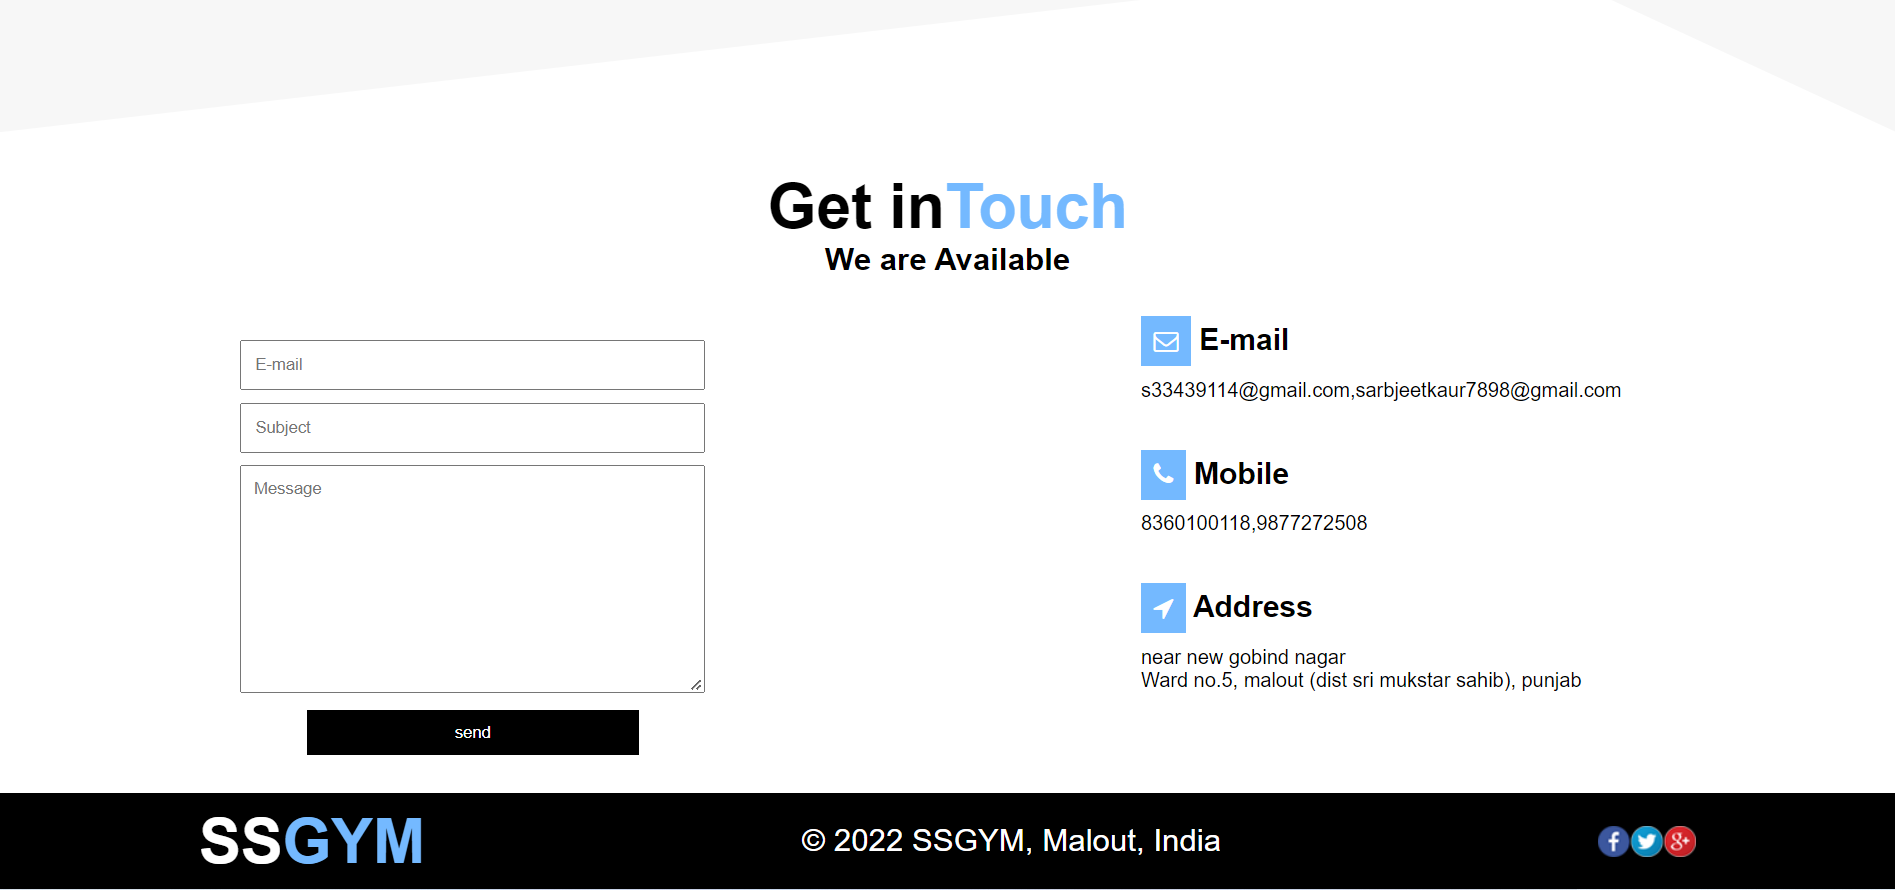 Get inTouch
We are Available
E-mail
Subject
Message
send
E-mail
s33439114@gmail.com,sarbjeetkaur7898@gmail.com
Mobile
8360100118,9877272508
Address
near new gobind nagar
Ward no.5, malout (dist sri mukstar sahib), punjab
SSGYM
© 2022 SSGYM, Malout, India